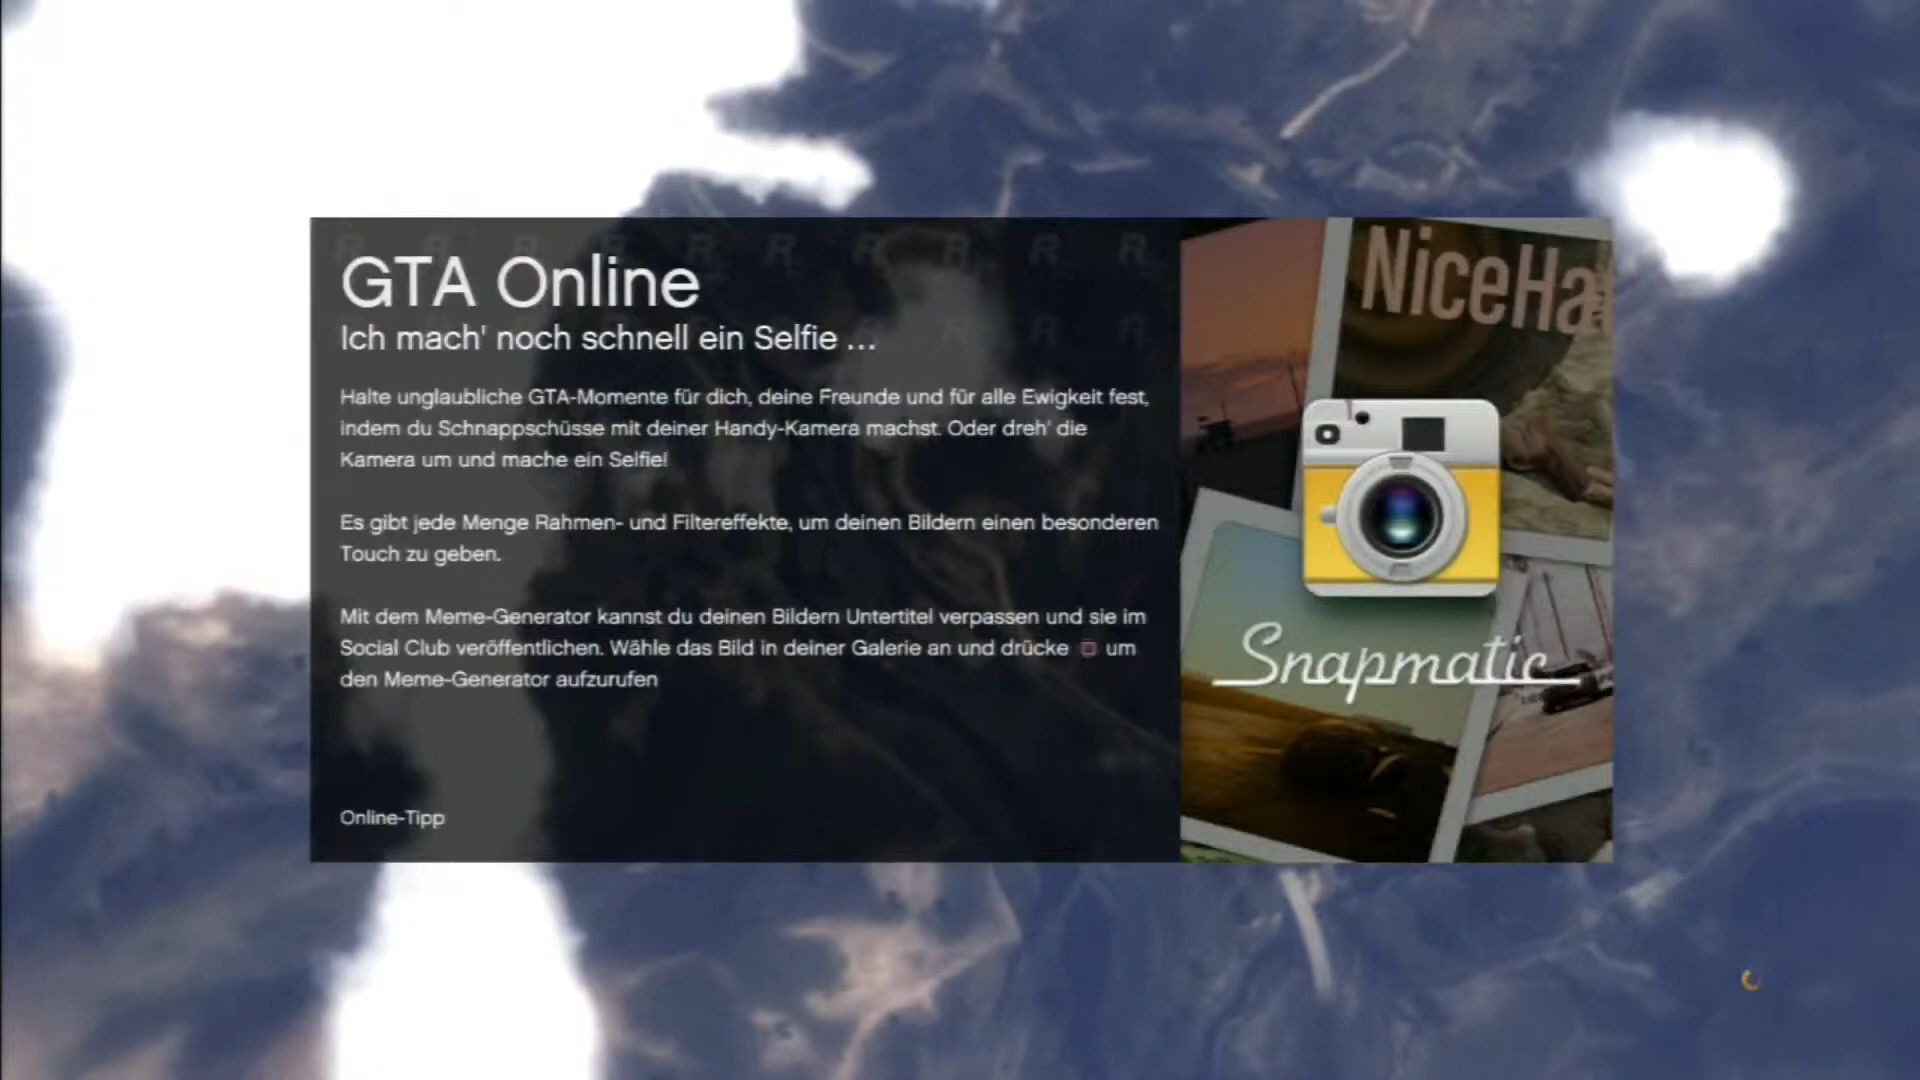 GTA Online
Ich mach' noch schnell ein Selfie ...
Halte unglaubliche GTA-Momente für dich, deine Freunde und für alle Ewigkeit fest,
indem du Schnappschüsse mit deiner Handy-Kamera machst. Oder dreh' die
Kamera um und mache ein Selfie!
Es gibt jede Menge Rahmen- und Filtereffekte, um deinen Bildern einen besonderen
Touch zu geben.
Mit dem Meme-Generator kannst du deinen Bildern Untertitel verpassen und sie im
Social Club veröffentlichen. Wähle das Bild in deiner Galerie an und drücke um
den Meme-Generator aufzurufen
Online-Tipp
NiceHa
Snapmatic